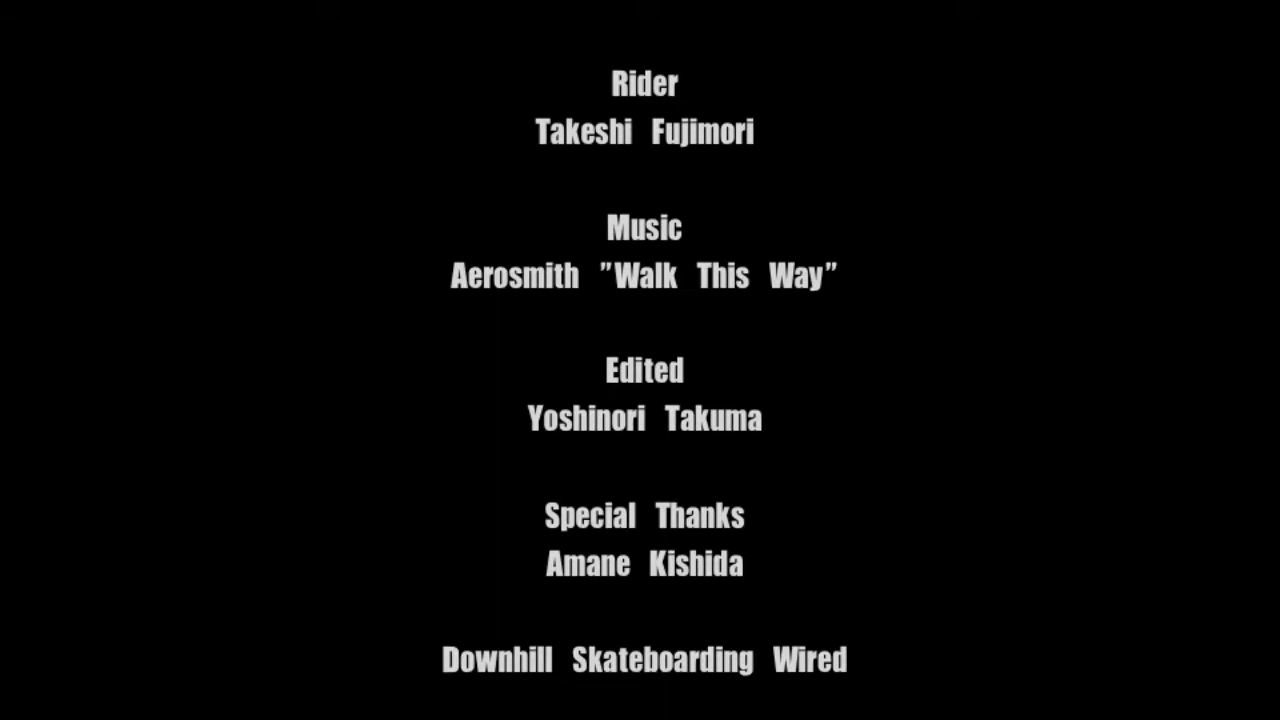 Rider
Takeshi Fujimori
Music
Aerosmith ”Walk This Way”
Edited
Yoshinori Takuma
Special Thanks
Amane Kishida
Downhill Skateboarding Wired